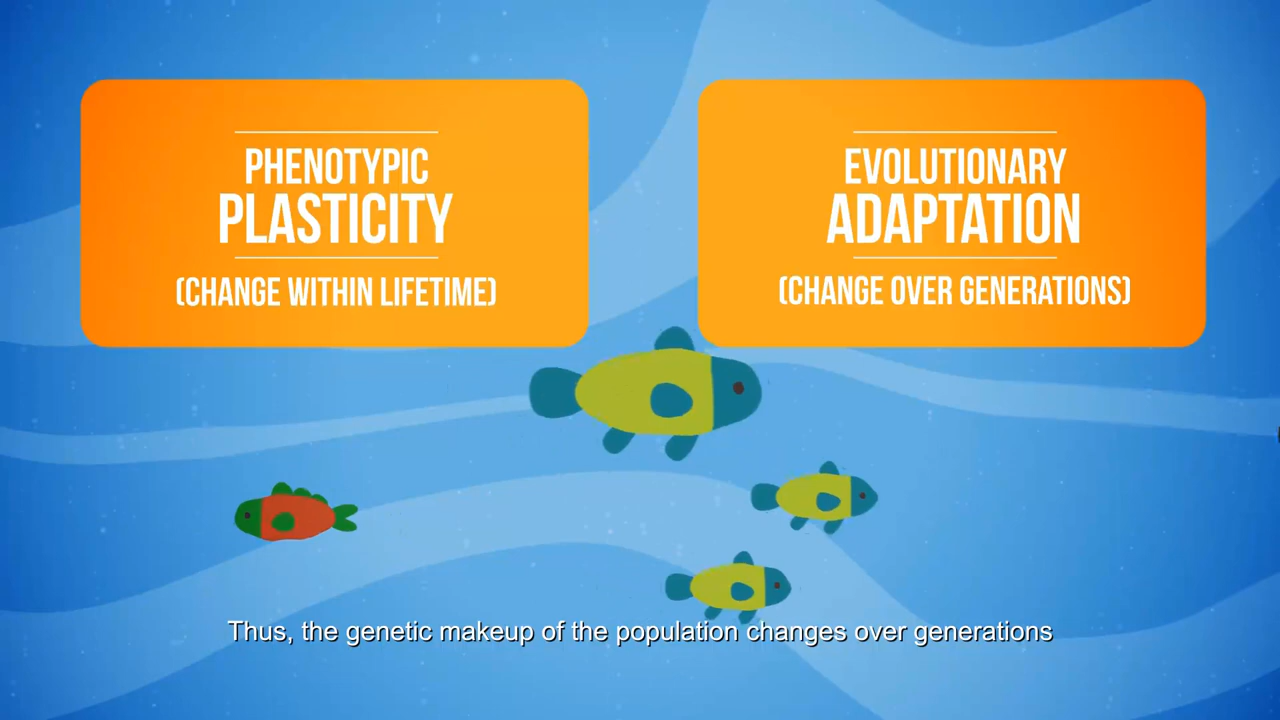 PHENOTYPIC
PLASTICITY
(CHANGE WITHIN LIFETIME)
EVOLUTIONARY
ADAPTATION
(CHANGE OVER GENERATIONS)
Thus, the genetic makeup of the population changes over generations